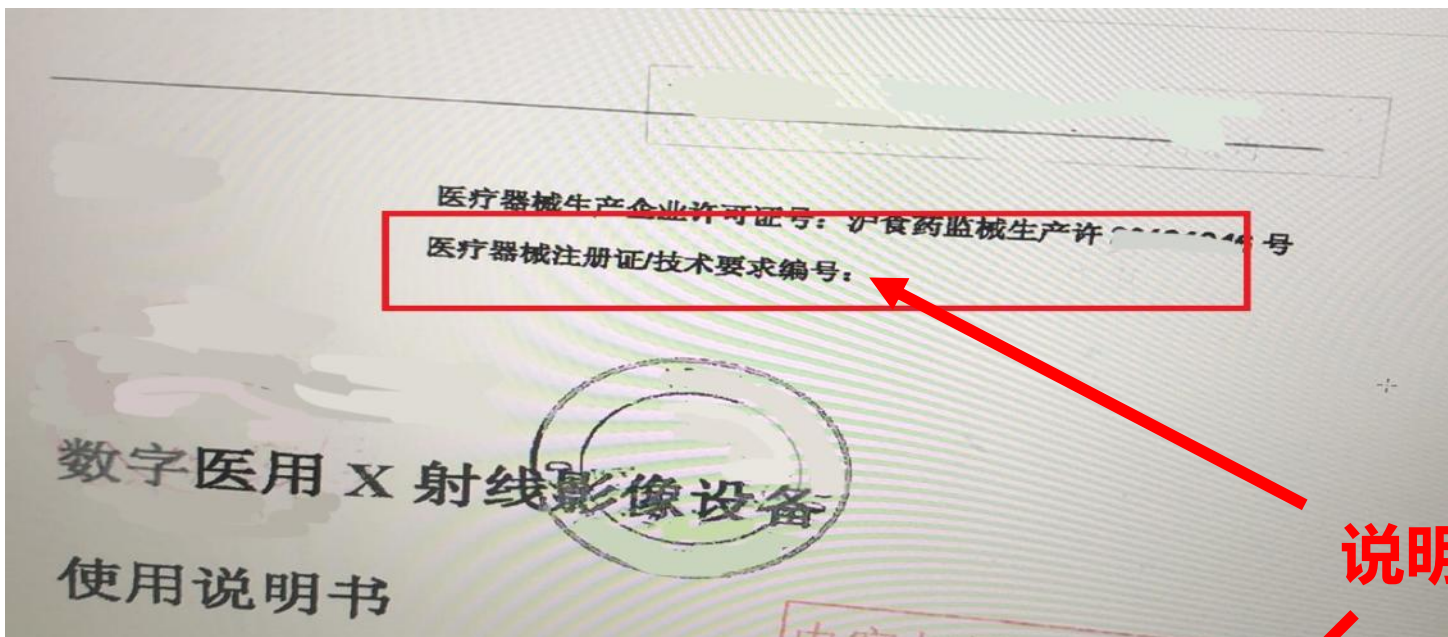 医疗器械生产企业许可证号：沪食药监械生产许 号
医疗器械注册证/技术要求编号：
数字医用 X 射线影像设备
使用说明书
说明